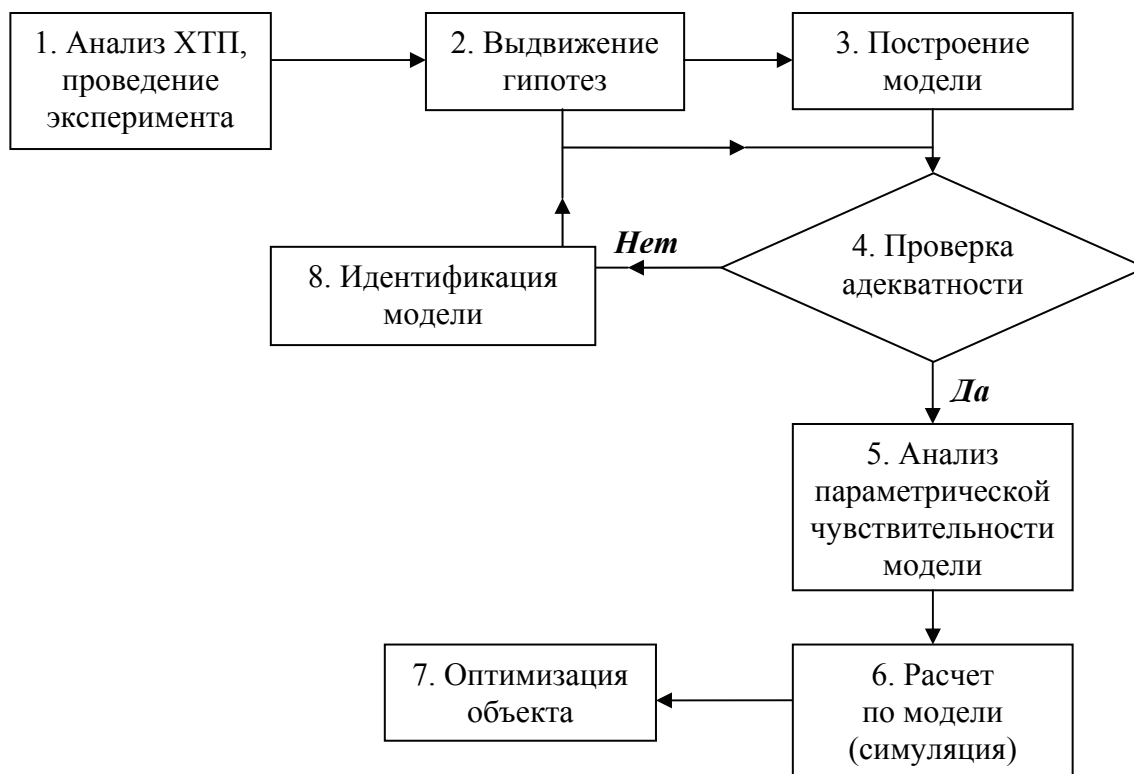 1. Анализ ХТП,
проведение
эксперимента
2. Выдвижение
гипотез
3. Построение
модели
4. Проверка
адекватности
Нет
8. Идентификация
модели
Да
5. Анализ
параметрической
чувствительности
модели
6. Расчет
по модели
(симуляция)
7. Оптимизация
объекта